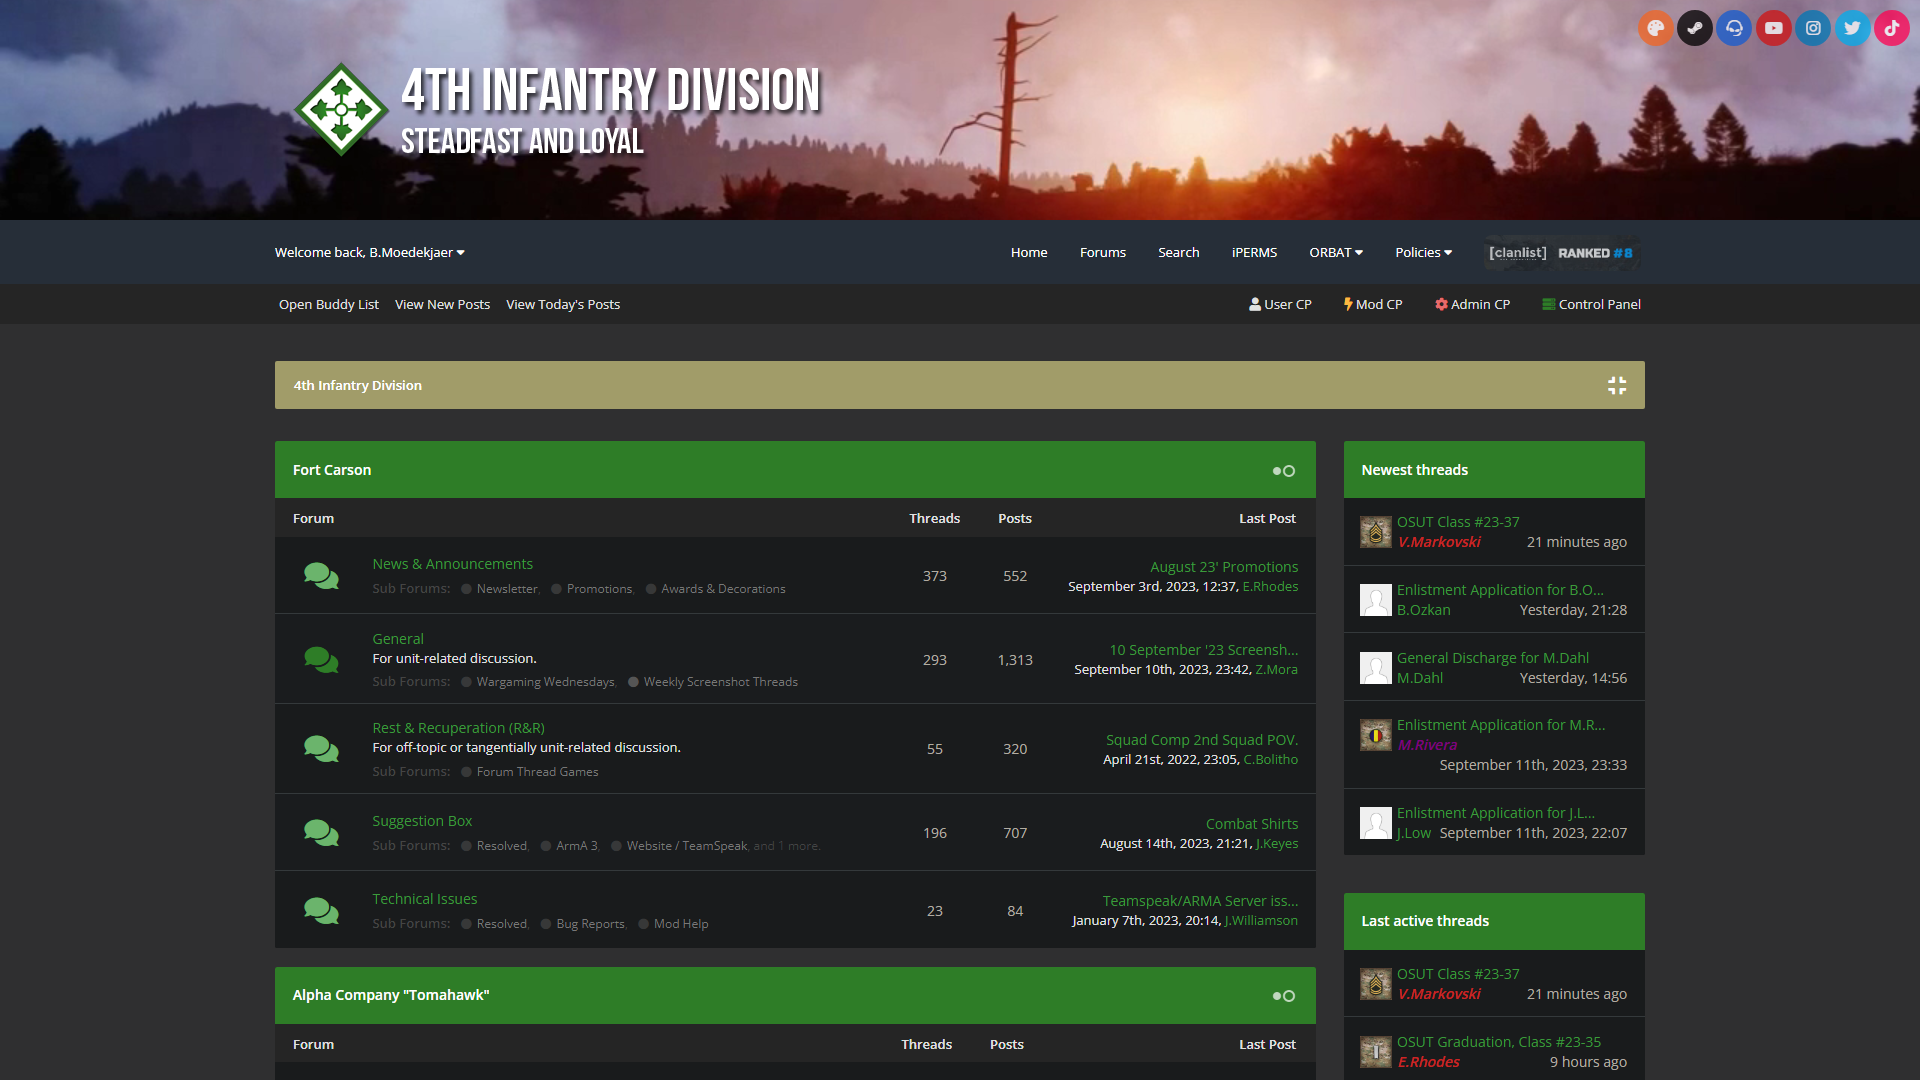 4TH INFANTRY DIVISION
STEADFAST AND LOYAL
Welcome back, B.Moedekjaer
Home Forums Search iPERMS ORBAT Policies [clanlist] RANKED #8
Open Buddy List View New Posts View Today's Posts User CP Mod CP Admin CP Control Panel
4th Infantry Division
Fort Carson
Forum Threads Posts Last Post
News & Announcements
Sub Forums: Newsletter, Promotions, Awards & Decorations
373 552
August 23' Promotions
September 3rd, 2023, 12:37, E.Rhodes
General
For unit-related discussion.
Sub Forums: Wargaming Wednesdays, Weekly Screenshot Threads
293 1,313
10 September '23 Screensh...
September 10th, 2023, 23:42, Z.Mora
Rest & Recuperation (R&R)
For off-topic or tangentially unit-related discussion.
Sub Forums: Forum Thread Games
55 320
Squad Comp 2nd Squad POV.
April 21st, 2022, 23:05, C.Bolitho
Suggestion Box
Sub Forums: Resolved, ArmA 3, Website / TeamSpeak, and 1 more.
196 707
Combat Shirts
August 14th, 2023, 21:21, J.Keyes
Technical Issues
Sub Forums: Resolved, Bug Reports, Mod Help
23 84
Teamspeak/ARMA Server iss...
January 7th, 2023, 20:14, J.Williamson
Alpha Company "Tomahawk"
Forum Threads Posts Last Post
Newest threads
OSUT Class #23-37
V.Markovski 21 minutes ago
Enlistment Application for B.O...
B.Ozkan Yesterday, 21:28
General Discharge for M.Dahl
M.Dahl Yesterday, 14:56
Enlistment Application for M.R...
M.Rivera
September 11th, 2023, 23:33
Enlistment Application for J.L...
J.Low September 11th, 2023, 22:07
Last active threads
OSUT Class #23-37
V.Markovski 21 minutes ago
OSUT Graduation, Class #23-35
E.Rhodes 9 hours ago